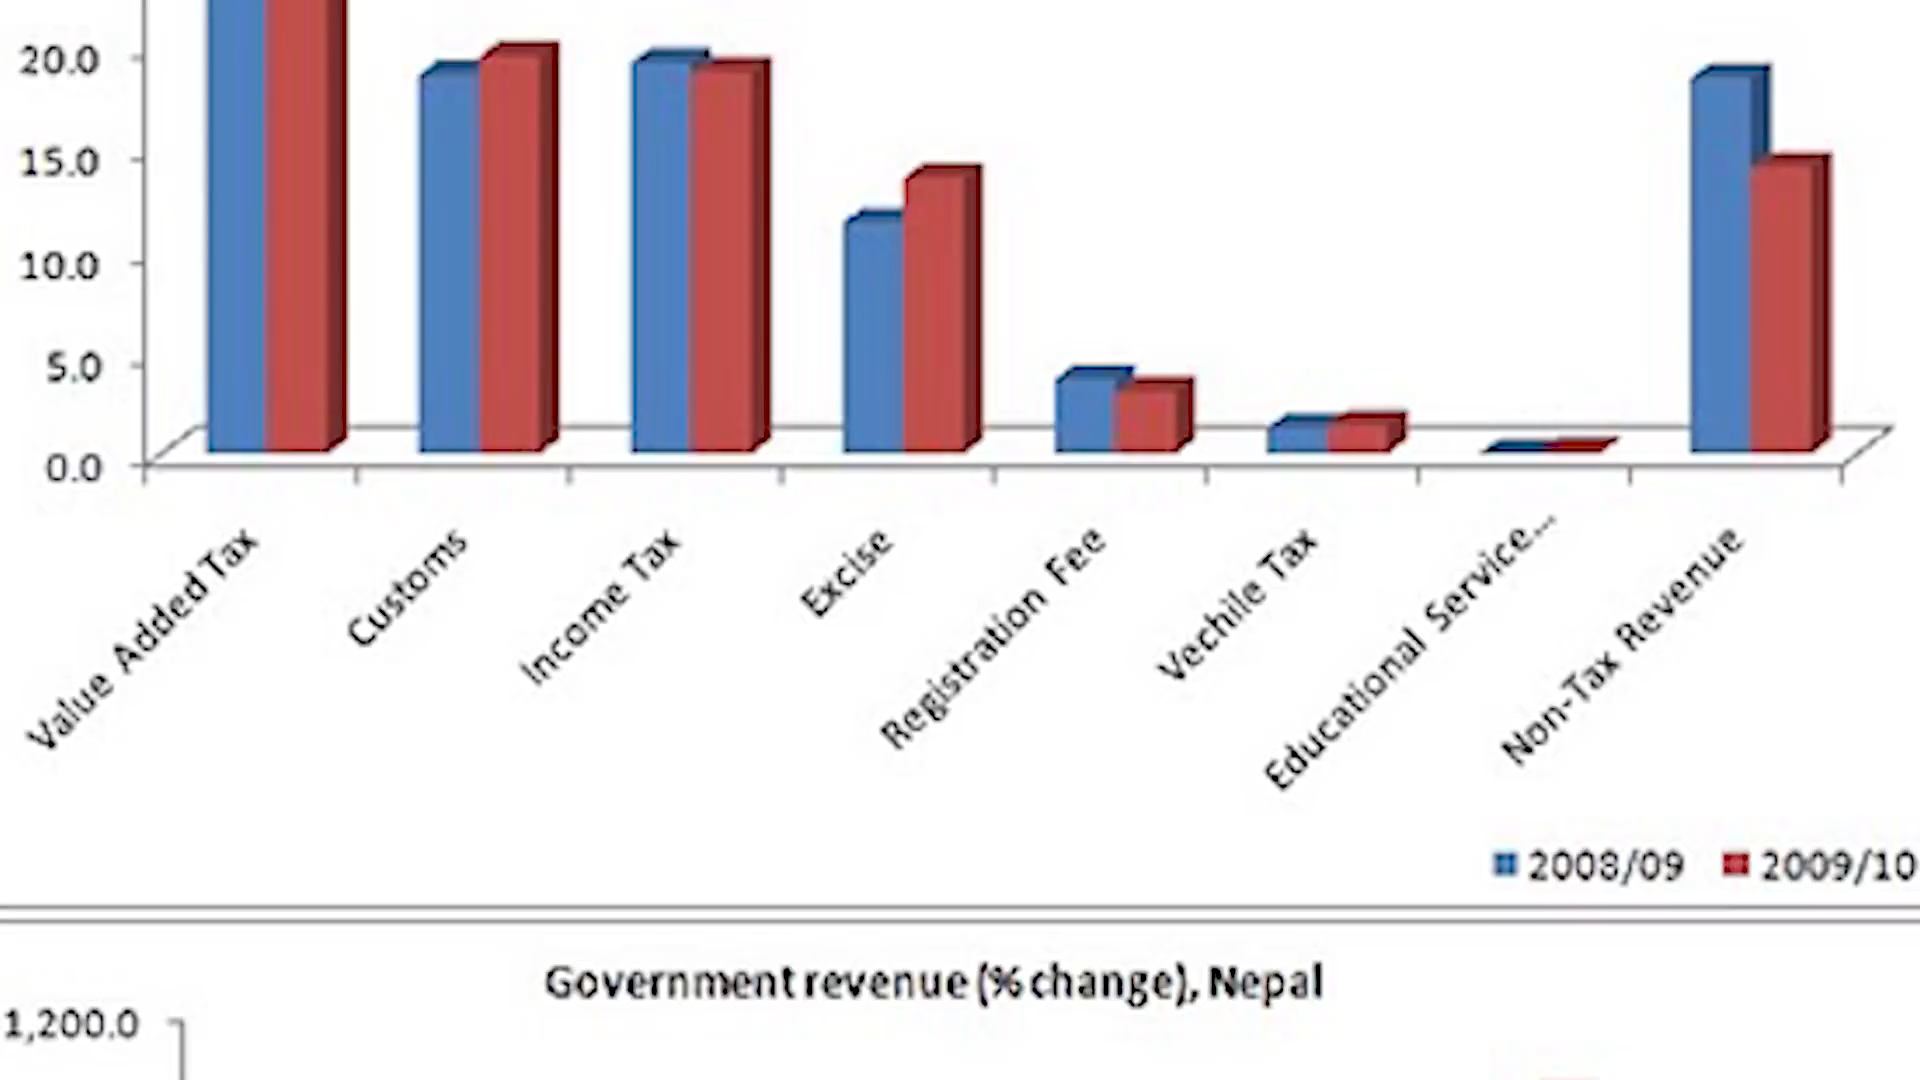 20.0
15.0
10.0
5.0
0.0
Value Added Tax
Customs
Income Tax
Excise
Registration Fee
Vechile Tax
Educational Service...
Non-Tax Revenue
2008/09 2009/10
Government revenue (% change), Nepal
1,200.0